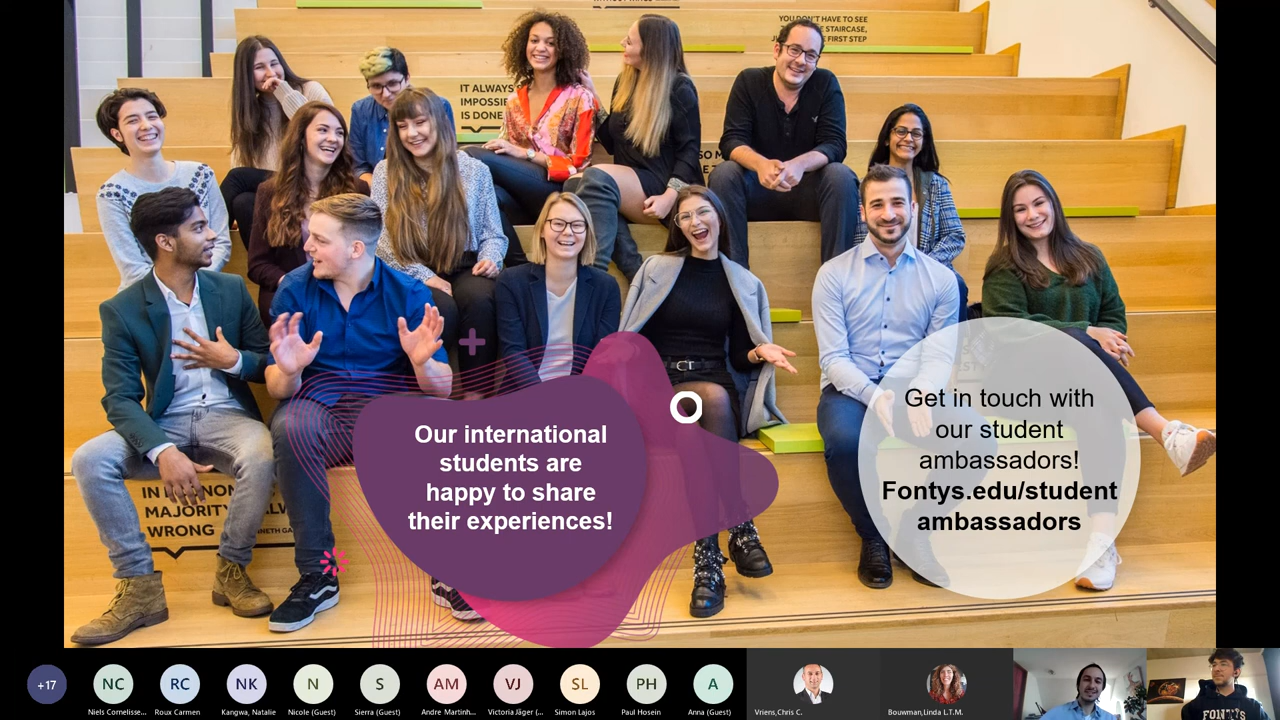 YOU DON'T HAVE TO SEE
STAIRCASE,
FIRST STEP
IT ALWAYS
IS DONE
Our international
students are
happy to share
their experiences!
Get in touch with
our student
ambassadors!
Fontys.edu/student
ambassadors
MAJORITY
WRONG
+17
NC
RC
NK
N
S
AM
VJ
SL
PH
A
Niels Cornelisse...
Roux Carmen
Kangwa, Natalie
Nicole (Guest)
Sierra (Guest)
Andre Martinh...
Victoria Jäger (...
Simon Lajos
Paul Hosein
Anna (Guest)
Vriens,Chris C.
Bouwman,Linda L.T.M.
FONTYS